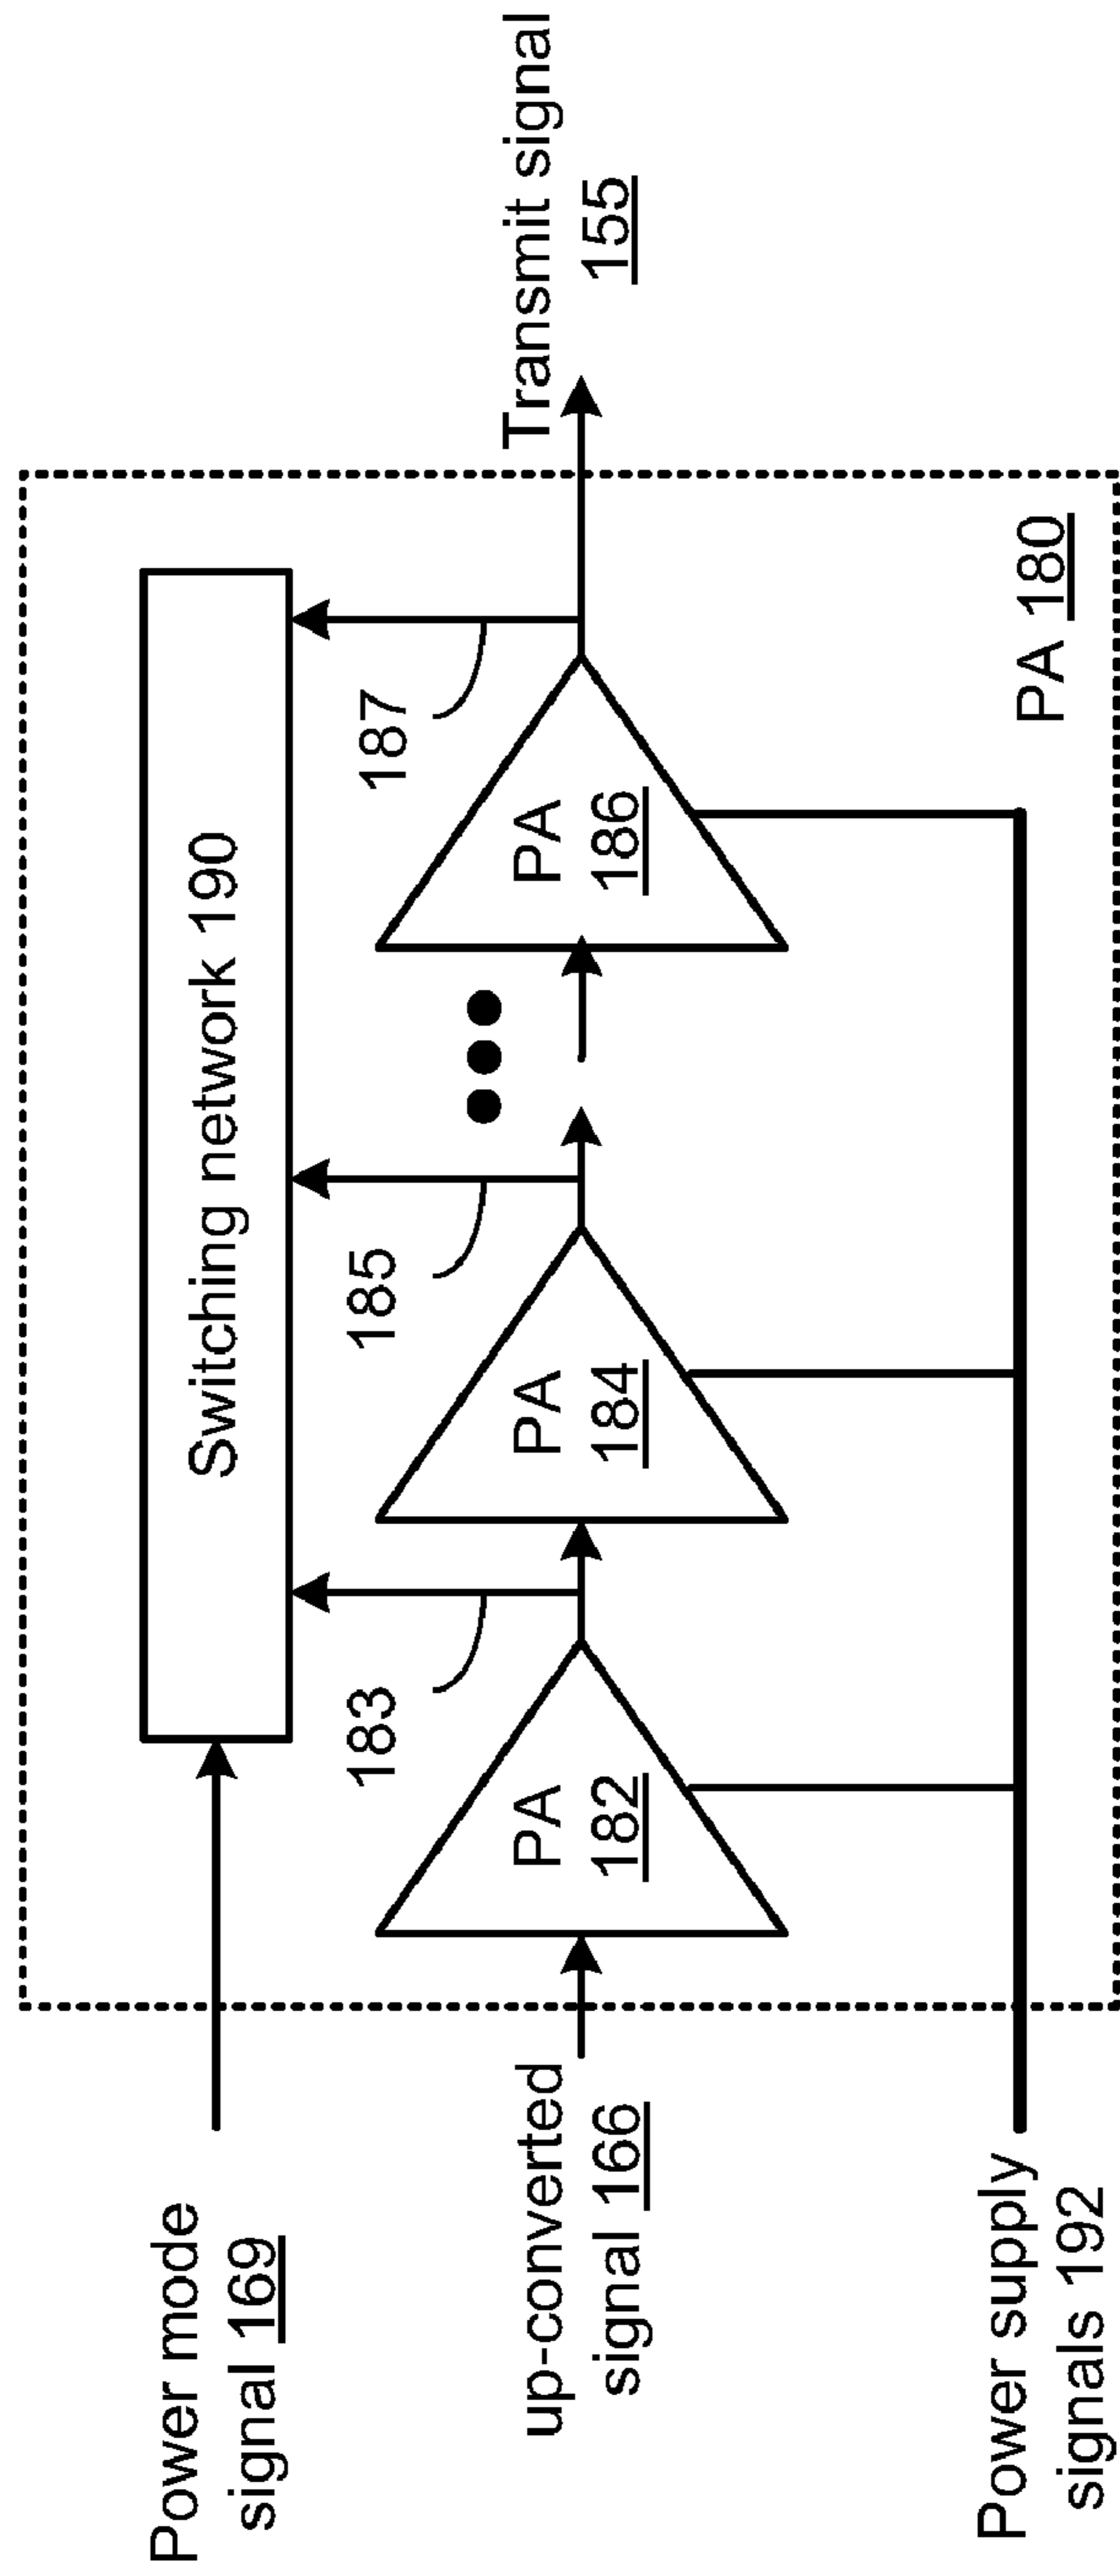 Power mode
signal 169
Switching network 190
183
185
187
up-converted
signal 166
PA
182
PA
184
PA
186
Transmit signal
155
Power supply
signals 192
PA 180